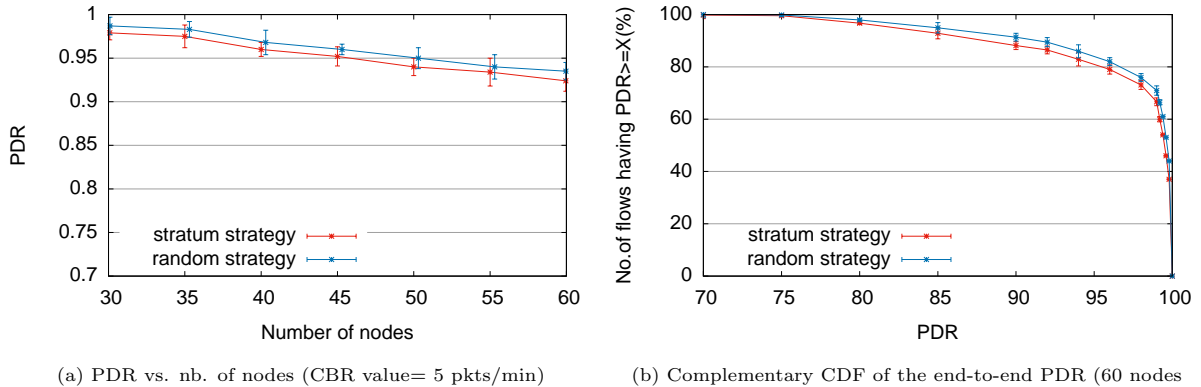 1
0.95
0.9
0.85
0.8
0.75
0.7
PDR
stratum strategy
random strategy
30 35 40 45 50 55 60
Number of nodes
(a) PDR vs. nb. of nodes (CBR value= 5 pkts/min)
100
80
60
40
20
0
No.of flows having PDR>=X(%)
stratum strategy
random strategy
70 75 80 85 90 95 100
PDR
(b) Complementary CDF of the end-to-end PDR (60 nodes